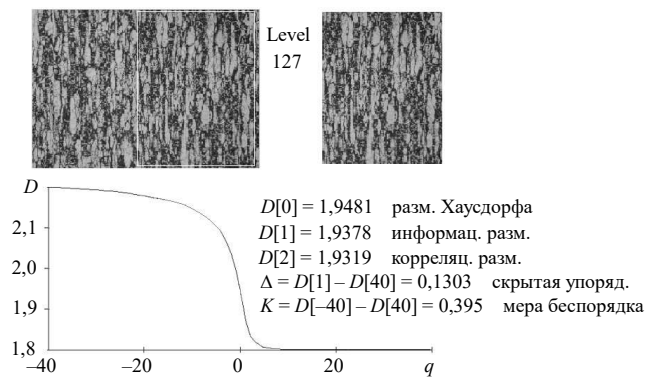 Level
127
D
2,1
2,0
1,9
1,8
–40
–20
0
20
q
D[0] = 1,9481 разм. Хаусдорфа
D[1] = 1,9378 информац. разм.
D[2] = 1,9319 корреляц. разм.
Δ = D[1] – D[40] = 0,1303 скрытая упоряд.
K = D[–40] – D[40] = 0,395 мера беспорядка